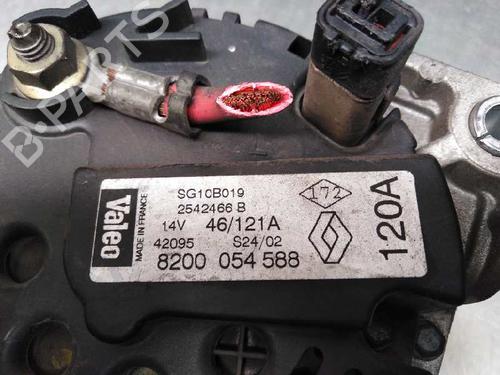 B-PARTS
Valeo
MADE IN FRANCE
SG10B019
2542466 B
14V 46/121A
42095 S24/02
8200 054 588
172
120A